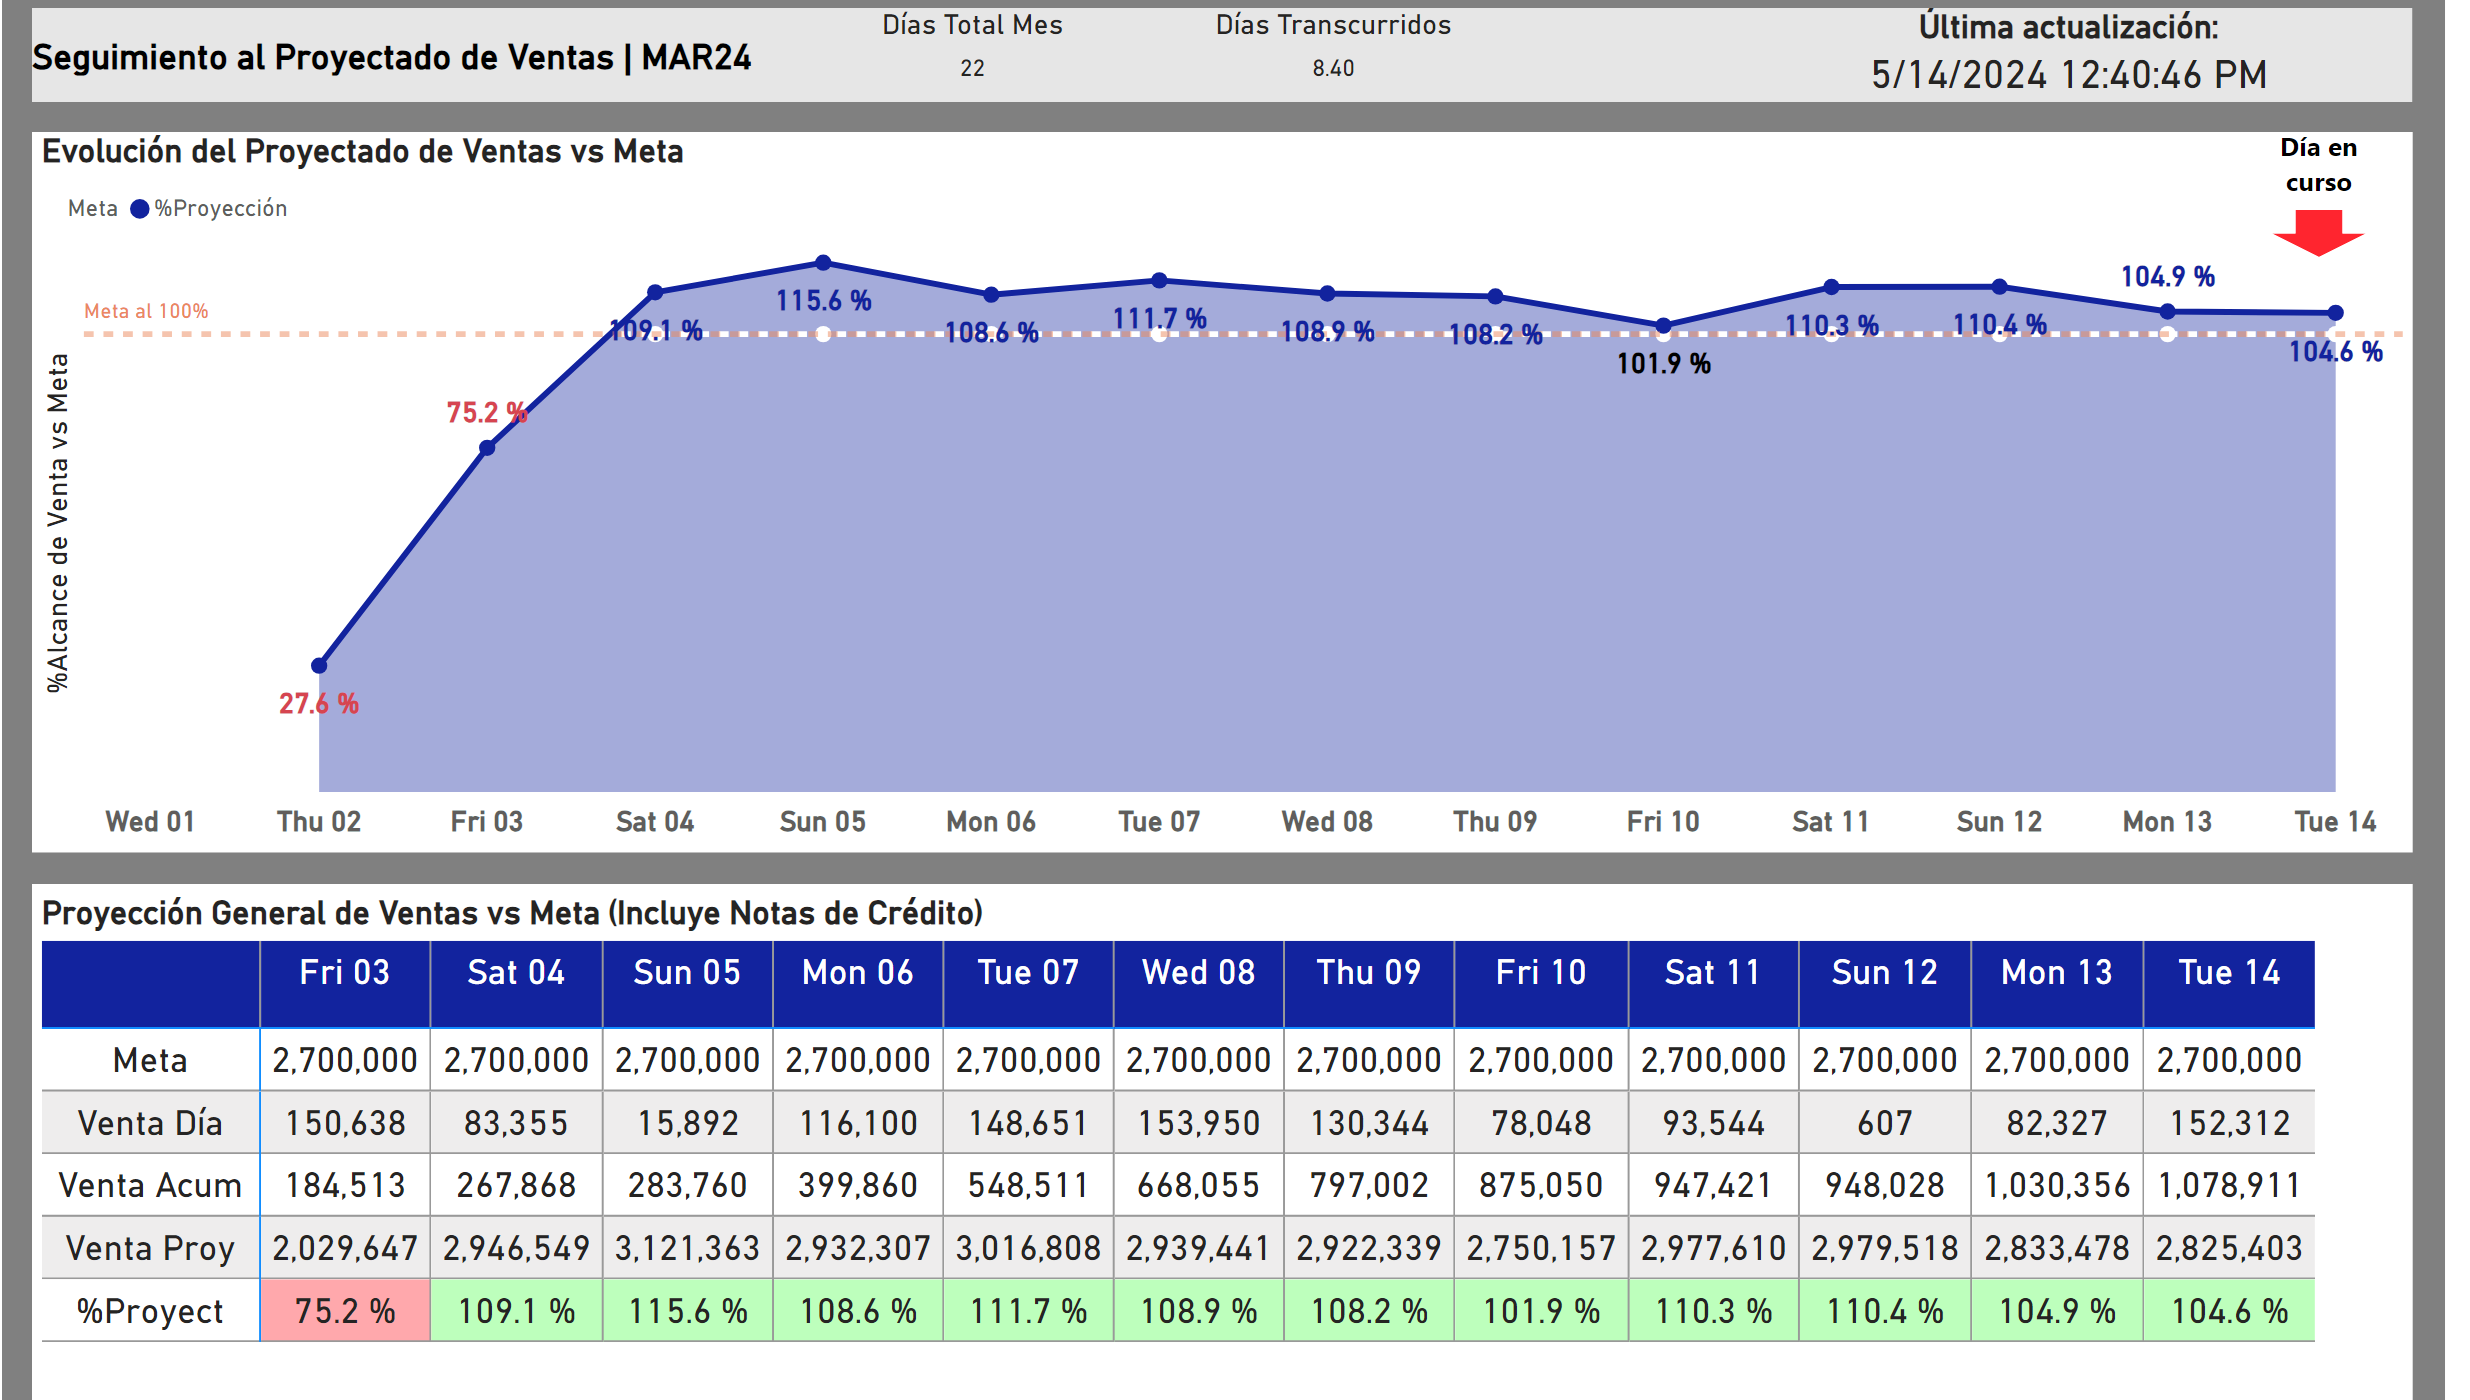 Seguimiento al Proyectado de Ventas | MAR24
Días Total Mes
22
Días Transcurridos
8.40
Última actualización:
5/14/2024 12:40:46 PM
Evolución del Proyectado de Ventas vs Meta
Día en
curso
Meta %Proyección
Meta al 100%
%Alcance de Venta vs Meta
27.6 %
75.2 %
109.1 %
115.6 %
108.6 %
111.7 %
108.9 %
108.2 %
101.9 %
110.3 %
110.4 %
104.9 %
104.6 %
Wed 01 Thu 02 Fri 03 Sat 04 Sun 05 Mon 06 Tue 07 Wed 08 Thu 09 Fri 10 Sat 11 Sun 12 Mon 13 Tue 14
Proyección General de Ventas vs Meta (Incluye Notas de Crédito)
Fri 03 Sat 04 Sun 05 Mon 06 Tue 07 Wed 08 Thu 09 Fri 10 Sat 11 Sun 12 Mon 13 Tue 14
Meta 2,700,000 2,700,000 2,700,000 2,700,000 2,700,000 2,700,000 2,700,000 2,700,000 2,700,000 2,700,000 2,700,000 2,700,000
Venta Día 150,638 83,355 15,892 116,100 148,651 153,950 130,344 78,048 93,544 607 82,327 152,312
Venta Acum 184,513 267,868 283,760 399,860 548,511 668,055 797,002 875,050 947,421 948,028 1,030,356 1,078,911
Venta Proy 2,029,647 2,946,549 3,121,363 2,932,307 3,016,808 2,939,441 2,922,339 2,750,157 2,977,610 2,979,518 2,833,478 2,825,403
%Proyect 75.2 % 109.1 % 115.6 % 108.6 % 111.7 % 108.9 % 108.2 % 101.9 % 110.3 % 110.4 % 104.9 % 104.6 %